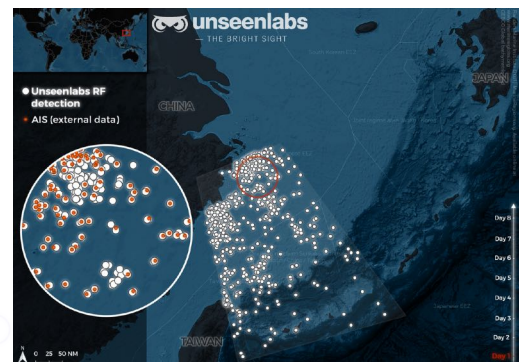 unseenlabs
— THE BRIGHT SIGHT —
JAPAN
Unseenlabs RF
detection
AIS (external data)
CHINA
Day 8
Day 7
Day 6
Day 5
Day 4
Day 3
Day 2
Day 1
TAIWAN
N
0 25 50 NM